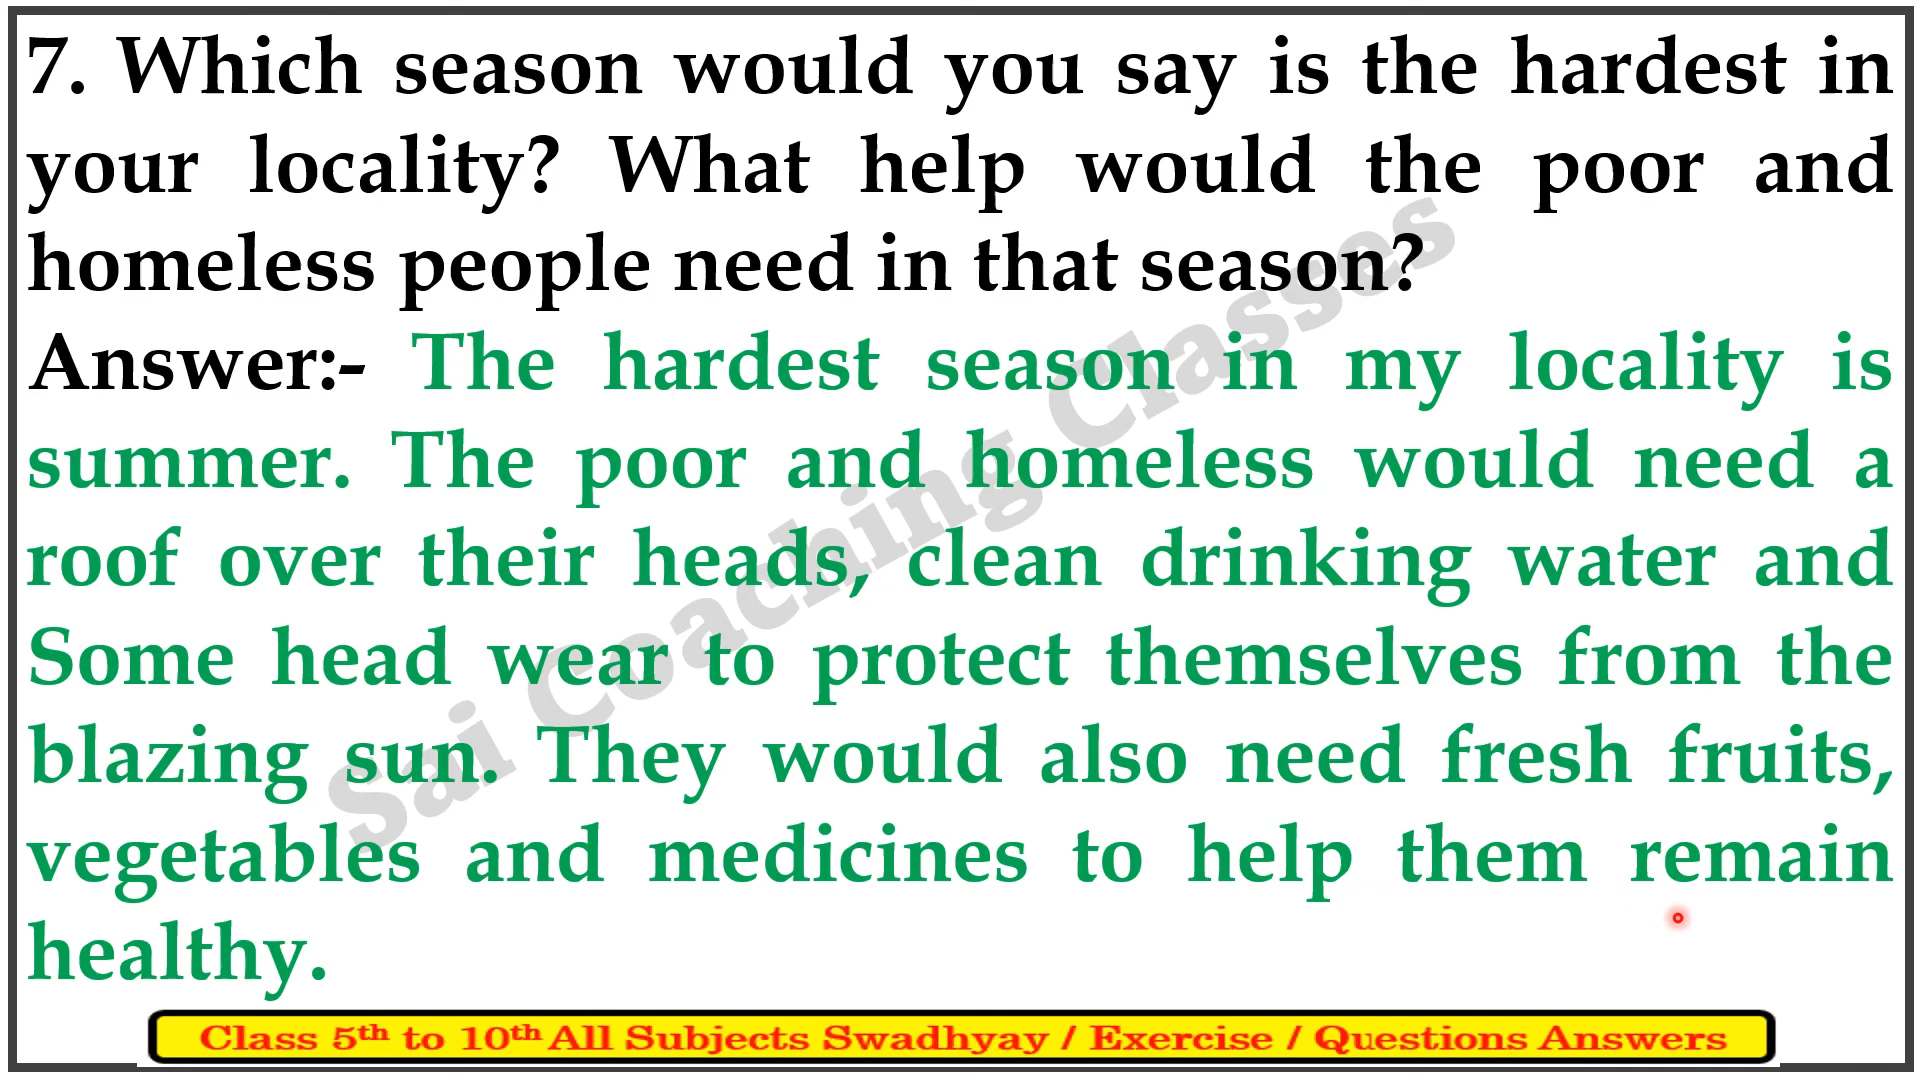 7. Which season would you say is the hardest in
your locality? What help would the poor and
homeless people need in that season?
Answer:- The hardest season in my locality is
summer. The poor and homeless would need a
roof over their heads, clean drinking water and
Some head wear to protect themselves from the
blazing sun. They would also need fresh fruits,
vegetables and medicines to help them remain
healthy.
Sai Coaching Classes
Class 5th to 10th All Subjects Swadhyay / Exercise / Questions Answers